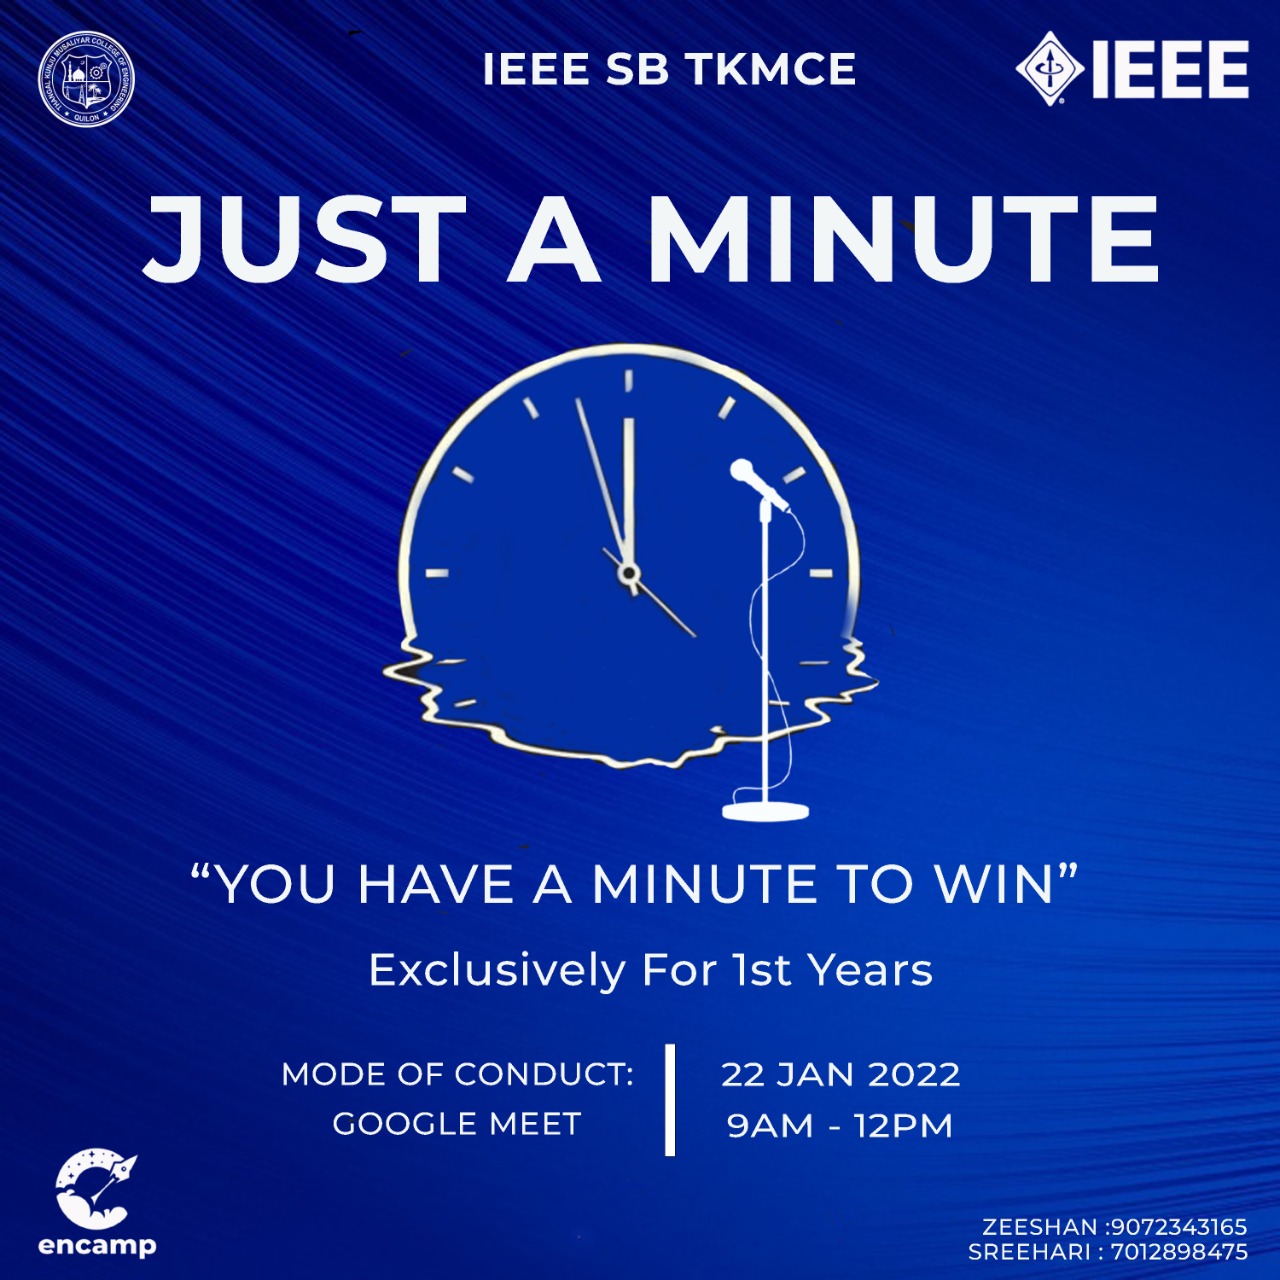 THANGAL KUNJU MUSALIYAR COLLEGE OF ENGINEERING
QUILON
IEEE SB TKMCE
IEEE
JUST A MINUTE
“YOU HAVE A MINUTE TO WIN”
Exclusively For 1st Years
MODE OF CONDUCT:
GOOGLE MEET
22 JAN 2022
9AM - 12PM
encamp
ZEESHAN :9072343165
SREEHARI : 7012898475